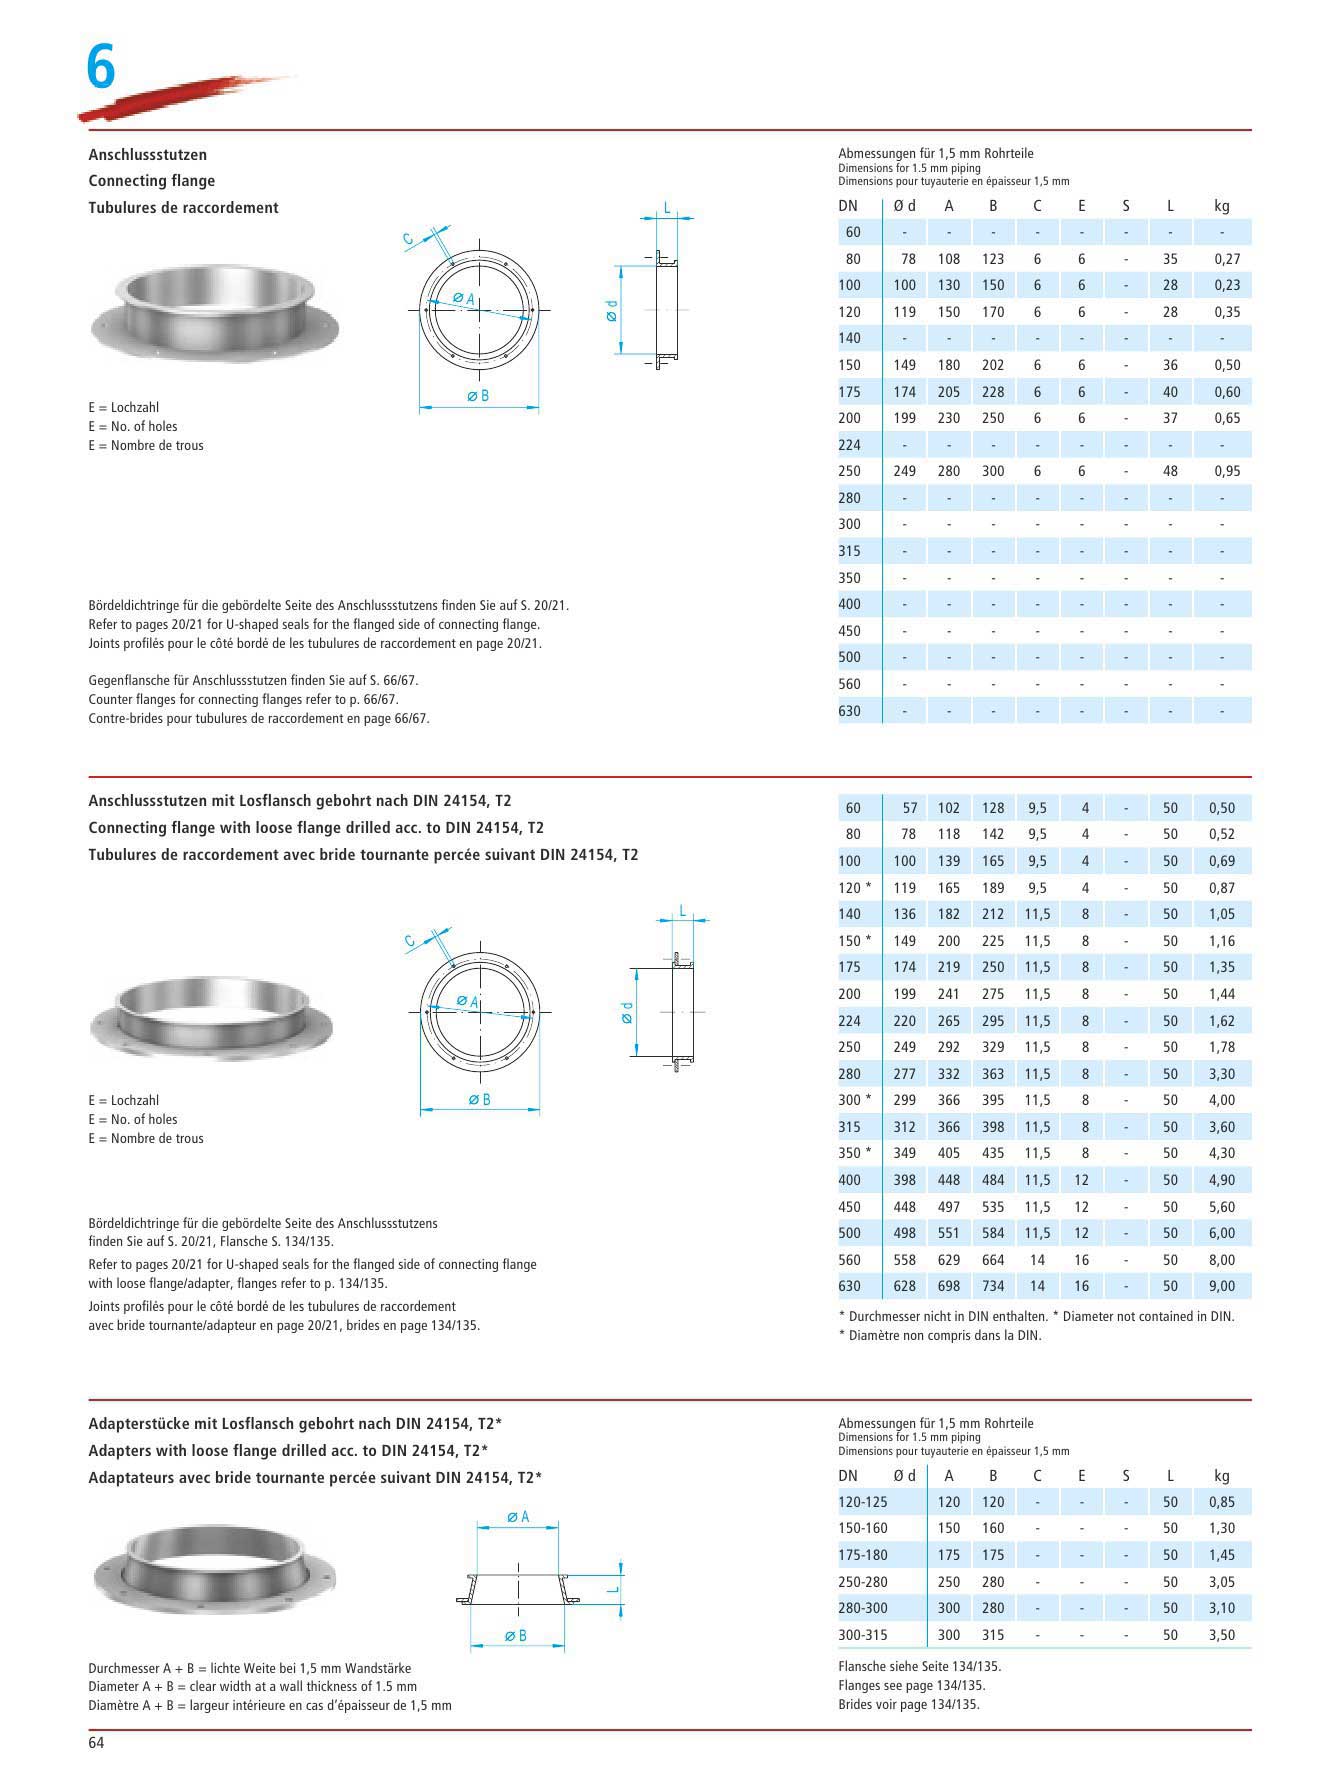 6
Anschlussstutzen
Connecting flange
Tubulures de raccordement
C
ø A
ø B
L
ø d
E = Lochzahl
E = No. of holes
E = Nombre de trous
Bördeldichtringe für die gebördelte Seite des Anschlussstutzens finden Sie auf S. 20/21.
Refer to pages 20/21 for U-shaped seals for the flanged side of connecting flange.
Joints profilés pour le côté bordé de les tubulures de raccordement en page 20/21.
Gegenflansche für Anschlussstutzen finden Sie auf S. 66/67.
Counter flanges for connecting flanges refer to p. 66/67.
Contre-brides pour tubulures de raccordement en page 66/67.
Abmessungen für 1,5 mm Rohrteile
Dimensions for 1.5 mm piping
Dimensions pour tuyauterie en épaisseur 1,5 mm
DN Ø d A B C E S L kg
60 - - - - - - - -
80 78 108 123 6 6 - 35 0,27
100 100 130 150 6 6 - 28 0,23
120 119 150 170 6 6 - 28 0,35
140 - - - - - - - -
150 149 180 202 6 6 - 36 0,50
175 174 205 228 6 6 - 40 0,60
200 199 230 250 6 6 - 37 0,65
224 - - - - - - - -
250 249 280 300 6 6 - 48 0,95
280 - - - - - - - -
300 - - - - - - - -
315 - - - - - - - -
350 - - - - - - - -
400 - - - - - - - -
450 - - - - - - - -
500 - - - - - - - -
560 - - - - - - - -
630 - - - - - - - -
Anschlussstutzen mit Losflansch gebohrt nach DIN 24154, T2
Connecting flange with loose flange drilled acc. to DIN 24154, T2
Tubulures de raccordement avec bride tournante percée suivant DIN 24154, T2
C
ø A
ø B
L
ø d
E = Lochzahl
E = No. of holes
E = Nombre de trous
Bördeldichtringe für die gebördelte Seite des Anschlussstutzens
finden Sie auf S. 20/21, Flansche S. 134/135.
Refer to pages 20/21 for U-shaped seals for the flanged side of connecting flange
with loose flange/adapter, flanges refer to p. 134/135.
Joints profilés pour le côté bordé de les tubulures de raccordement
avec bride tournante/adapteur en page 20/21, brides en page 134/135.
60 57 102 128 9,5 4 - 50 0,50
80 78 118 142 9,5 4 - 50 0,52
100 100 139 165 9,5 4 - 50 0,69
120 * 119 165 189 9,5 4 - 50 0,87
140 136 182 212 11,5 8 - 50 1,05
150 * 149 200 225 11,5 8 - 50 1,16
175 174 219 250 11,5 8 - 50 1,35
200 199 241 275 11,5 8 - 50 1,44
224 220 265 295 11,5 8 - 50 1,62
250 249 292 329 11,5 8 - 50 1,78
280 277 332 363 11,5 8 - 50 3,30
300 * 299 366 395 11,5 8 - 50 4,00
315 312 366 398 11,5 8 - 50 3,60
350 * 349 405 435 11,5 8 - 50 4,30
400 398 448 484 11,5 12 - 50 4,90
450 448 497 535 11,5 12 - 50 5,60
500 498 551 584 11,5 12 - 50 6,00
560 558 629 664 14 16 - 50 8,00
630 628 698 734 14 16 - 50 9,00
* Durchmesser nicht in DIN enthalten. * Diameter not contained in DIN.
* Diamètre non compris dans la DIN.
Adapterstücke mit Losflansch gebohrt nach DIN 24154, T2*
Adapters with loose flange drilled acc. to DIN 24154, T2*
Adaptateurs avec bride tournante percée suivant DIN 24154, T2*
ø A
L
ø B
Durchmesser A + B = lichte Weite bei 1,5 mm Wandstärke
Diameter A + B = clear width at a wall thickness of 1.5 mm
Diamètre A + B = largeur intérieure en cas d'épaisseur de 1,5 mm
Abmessungen für 1,5 mm Rohrteile
Dimensions for 1.5 mm piping
Dimensions pour tuyauterie en épaisseur 1,5 mm
DN Ø d A B C E S L kg
120-125 120 120 - - - 50 0,85
150-160 150 160 - - - 50 1,30
175-180 175 175 - - - 50 1,45
250-280 250 280 - - - 50 3,05
280-300 300 280 - - - 50 3,10
300-315 300 315 - - - 50 3,50
Flansche siehe Seite 134/135.
Flanges see page 134/135.
Brides voir page 134/135.
64